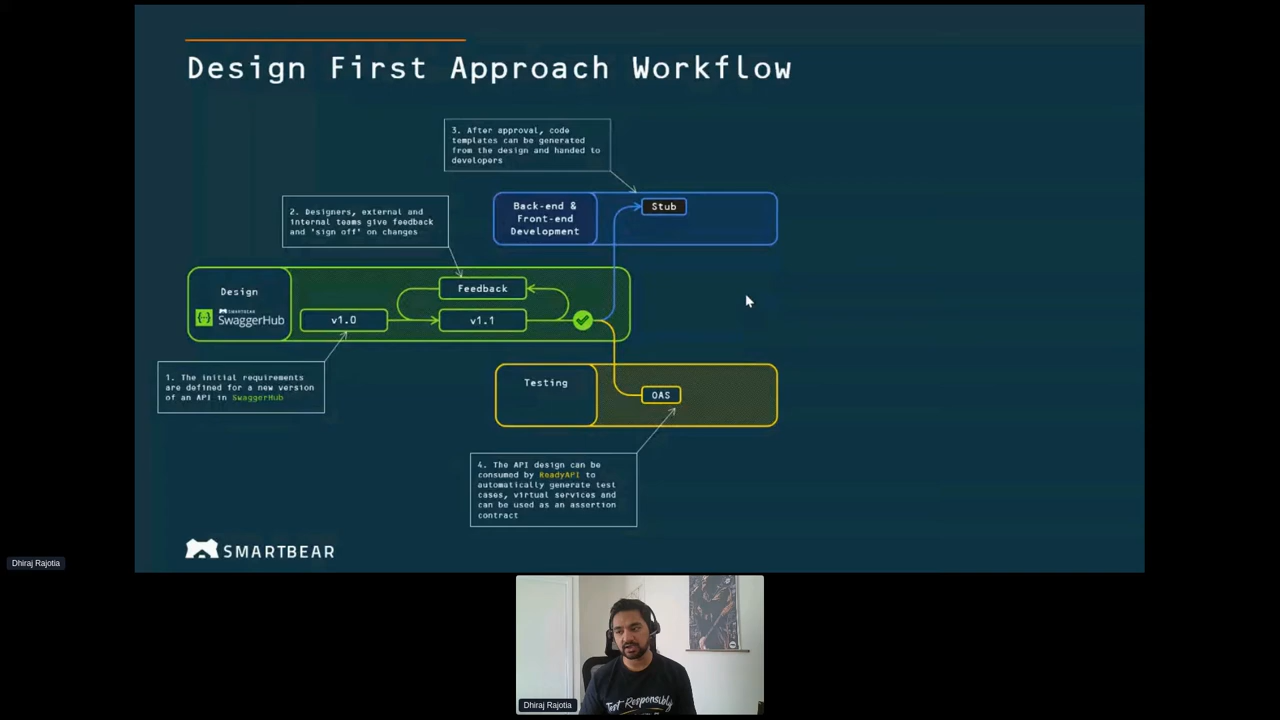 Design First Approach Workflow
3. After approval, code
templates can be generated
from the design and handed to
developers
2. Designers, external and
internal teams give feedback
and 'sign off' on changes
Back-end &
Front-end
Development
Stub
Design
SMARTBEAR
SwaggerHub
Feedback
v1.0
v1.1
1. The initial requirements
are defined for a new version
of an API in SwaggerHub
Testing
OAS
4. The API design can be
consumed by ReadyAPI to
automatically generate test
cases, virtual services and
can be used as an assertion
contract
SMARTBEAR
Dhiraj Rajotia
Test Responsibly
Dhiraj Rajotia